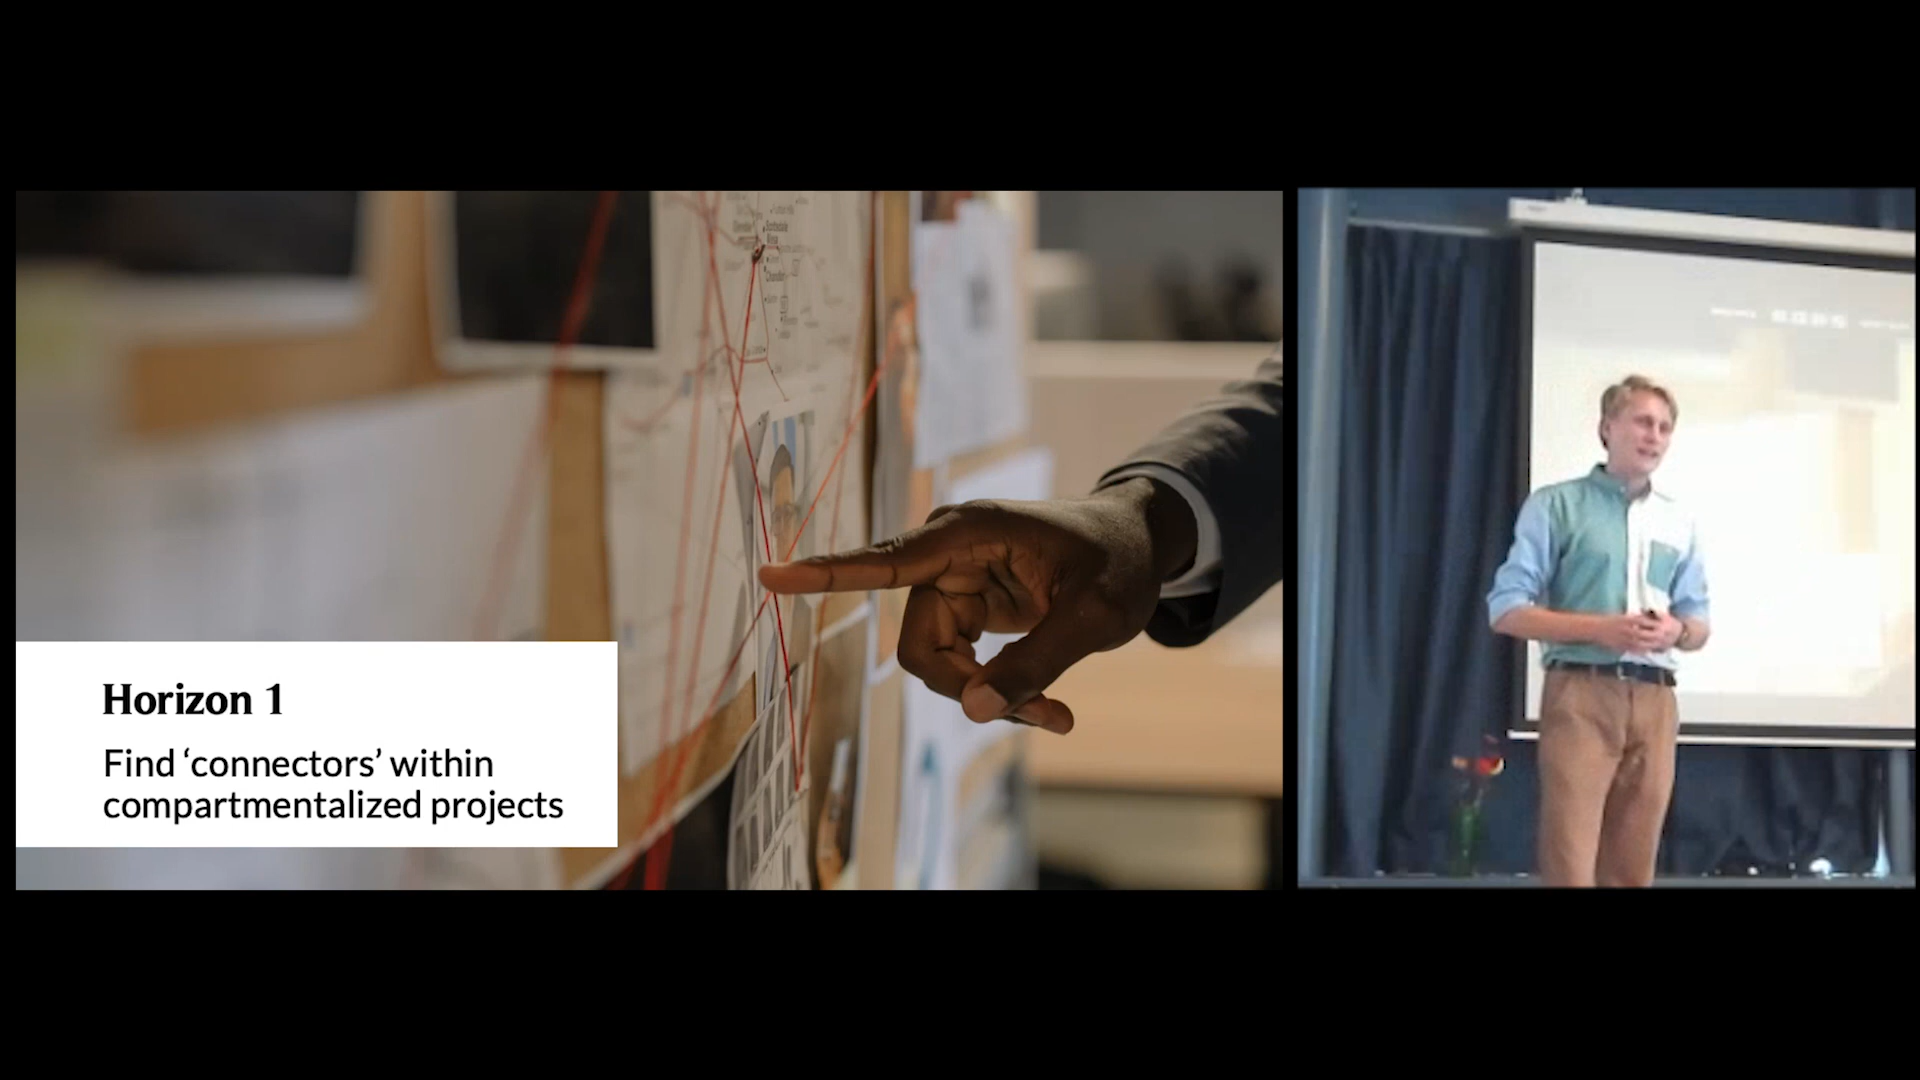 Horizon 1
Find ‘connectors’ within
compartmentalized projects